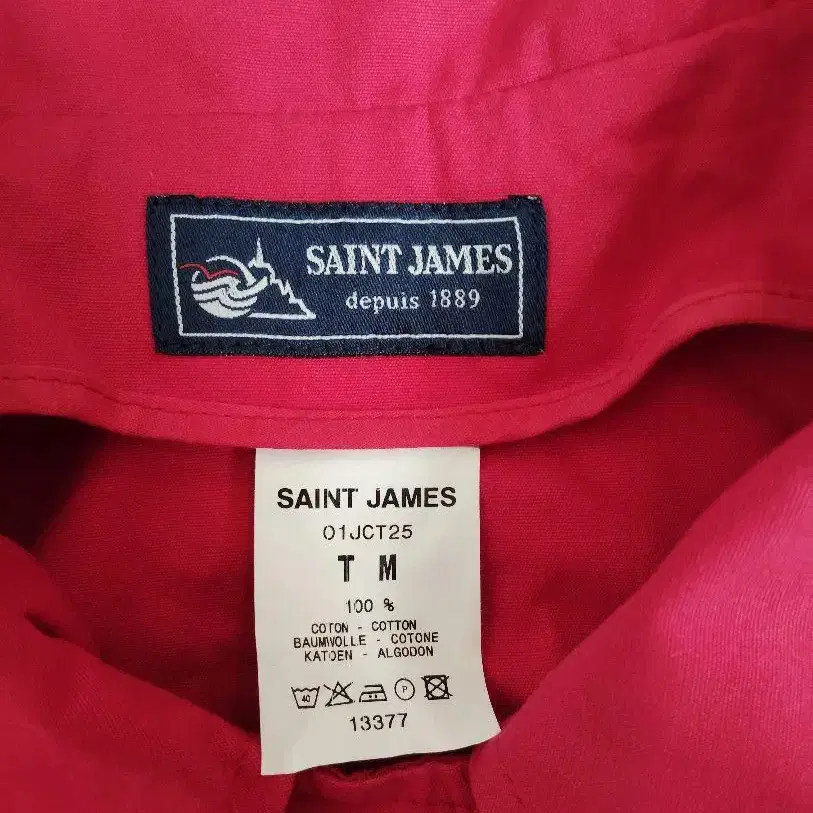 SAINT JAMES
depuis 1889
SAINT JAMES
01JCT25
T M
100 %
COTON - COTTON
BAUMWOLLE - COTONE
KATOEN - ALGODON
40 P
13377